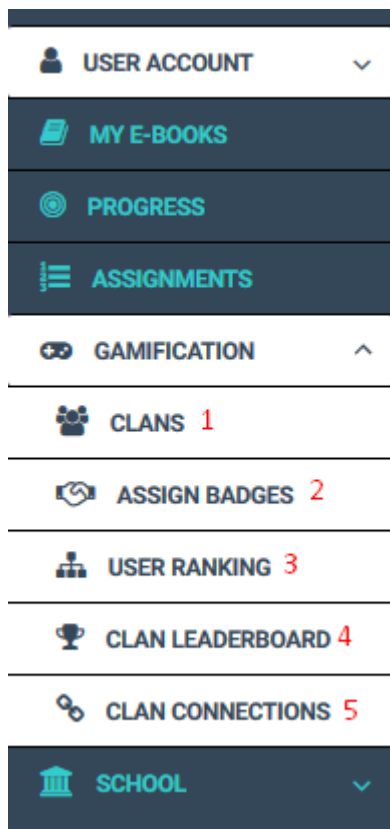 USER ACCOUNT
MY E-BOOKS
PROGRESS
ASSIGNMENTS
GAMIFICATION
CLANS 1
ASSIGN BADGES 2
USER RANKING 3
CLAN LEADERBOARD 4
CLAN CONNECTIONS 5
SCHOOL